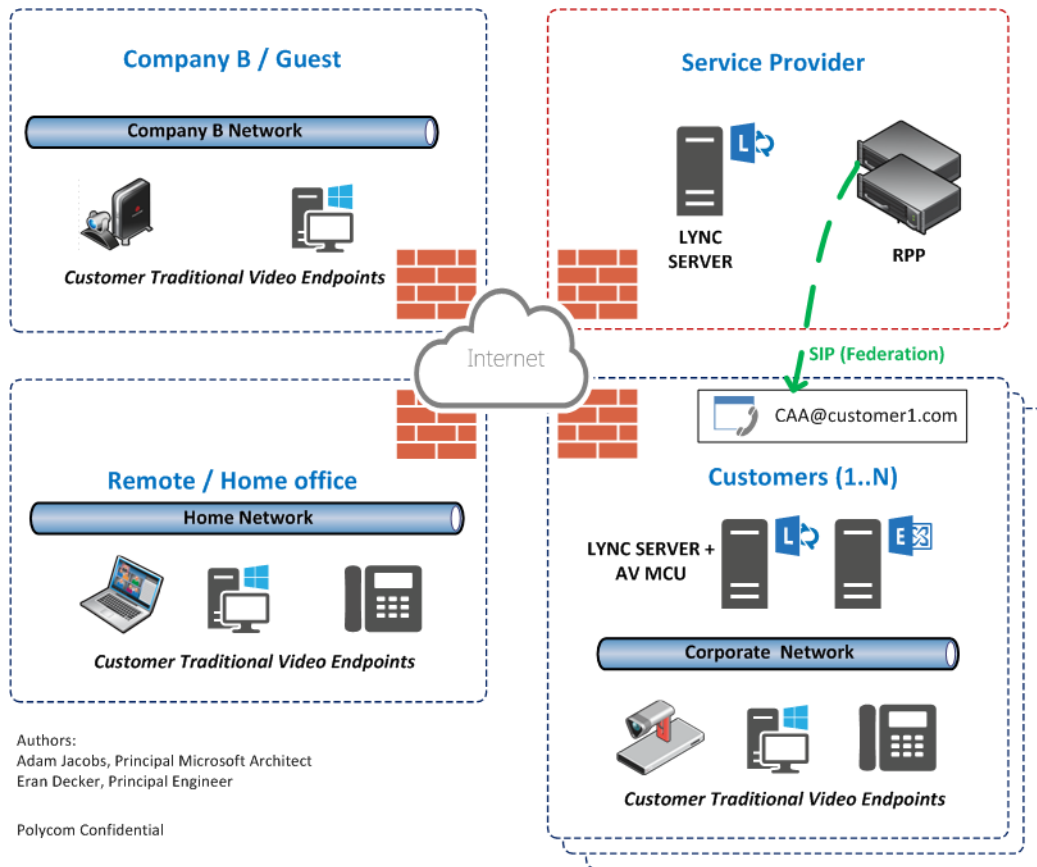 Company B / Guest
Company B Network
Customer Traditional Video Endpoints
Service Provider
L
LYNC
SERVER
RPP
Internet
SIP (Federation)
CAA@customer1.com
Remote / Home office
Home Network
Customer Traditional Video Endpoints
Customers (1..N)
LYNC SERVER +
AV MCU
L
E
Corporate Network
Customer Traditional Video Endpoints
Authors:
Adam Jacobs, Principal Microsoft Architect
Eran Decker, Principal Engineer
Polycom Confidential